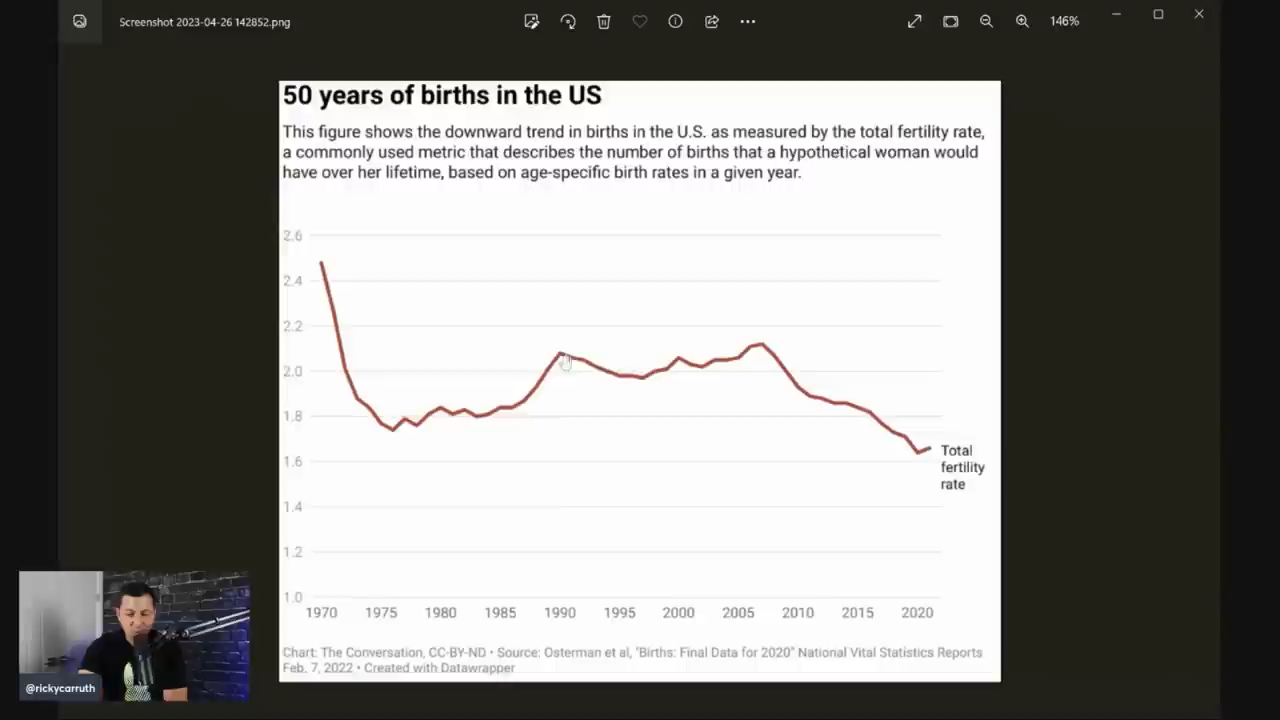 Screenshot 2023-04-26 142852.png
146%
50 years of births in the US
This figure shows the downward trend in births in the U.S. as measured by the total fertility rate,
a commonly used metric that describes the number of births that a hypothetical woman would
have over her lifetime, based on age-specific birth rates in a given year.
2.6
2.4
2.2
2.0
1.8
1.6
1.4
1.2
1.0
Total
fertility
rate
1970 1975 1980 1985 1990 1995 2000 2005 2010 2015 2020
Chart: The Conversation, CC-BY-ND • Source: Osterman et al, "Births: Final Data for 2020" National Vital Statistics Reports
Feb. 7, 2022 • Created with Datawrapper
@rickycarruth